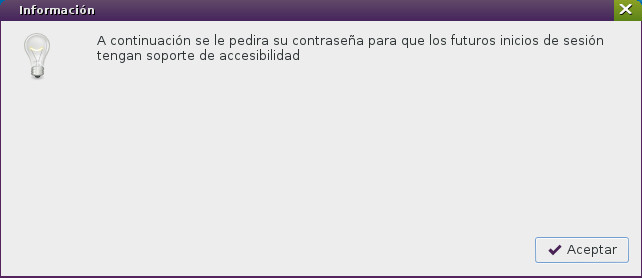 Información
A continuación se le pedira su contraseña para que los futuros inicios de sesión
tengan soporte de accesibilidad
Aceptar